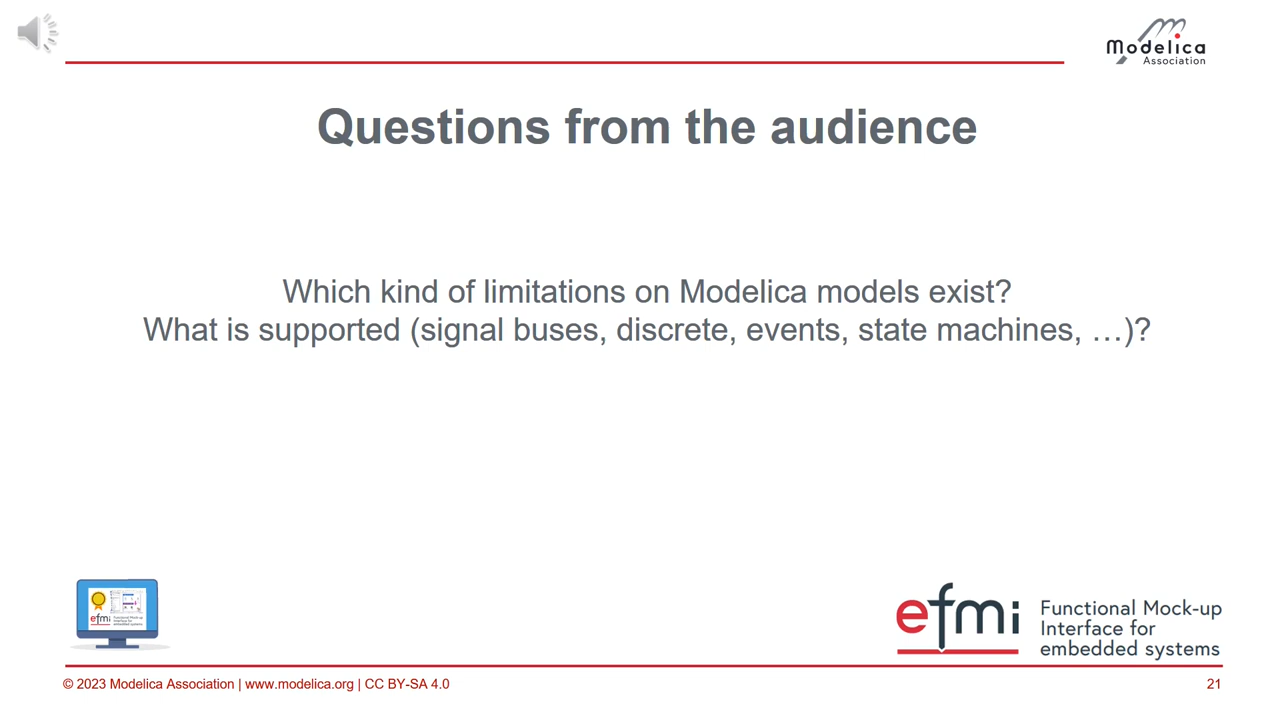 Modelica
Association
Questions from the audience
Which kind of limitations on Modelica models exist?
What is supported (signal buses, discrete, events, state machines, …)?
efmi
efmi Functional Mock-up
Interface for
embedded systems
© 2023 Modelica Association | www.modelica.org | CC BY-SA 4.0
21